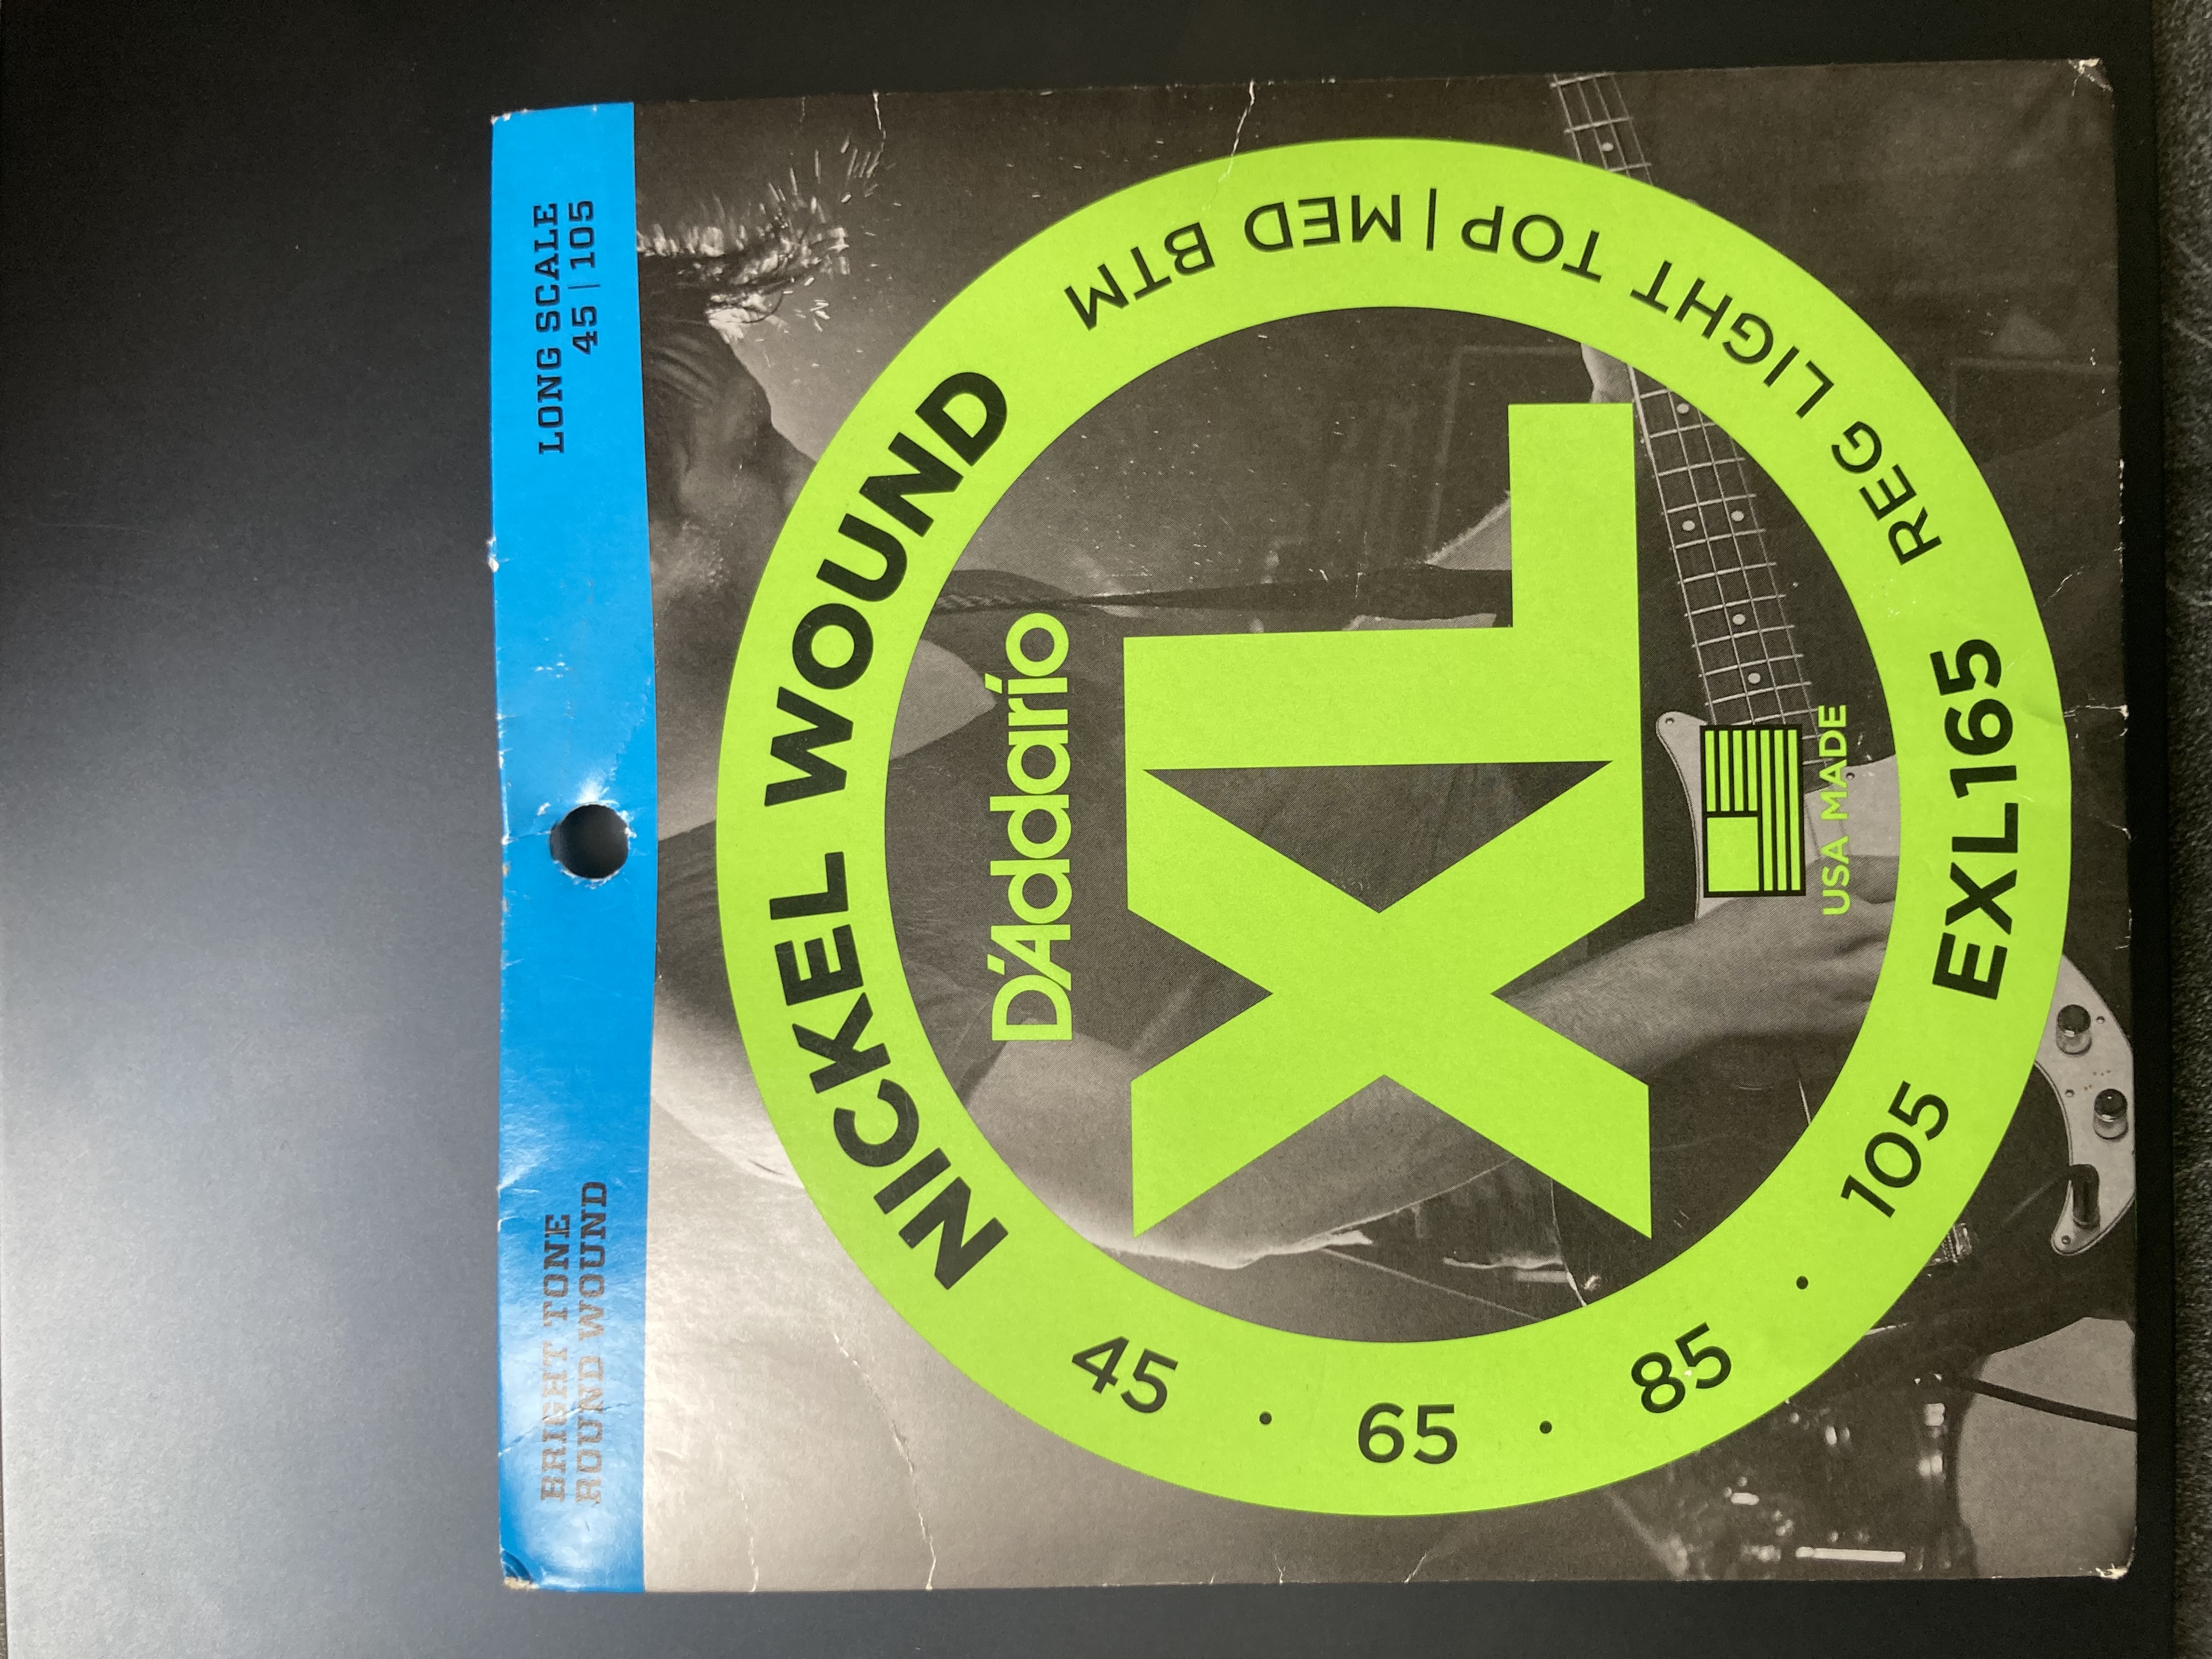 BRIGHT TONE
ROUND WOUND
LONG SCALE
45 | 105
NICKEL WOUND
D'Addario
XL
USA MADE
45 • 65 • 85 • 105
EXL165
REG LIGHT TOP | MED BTM